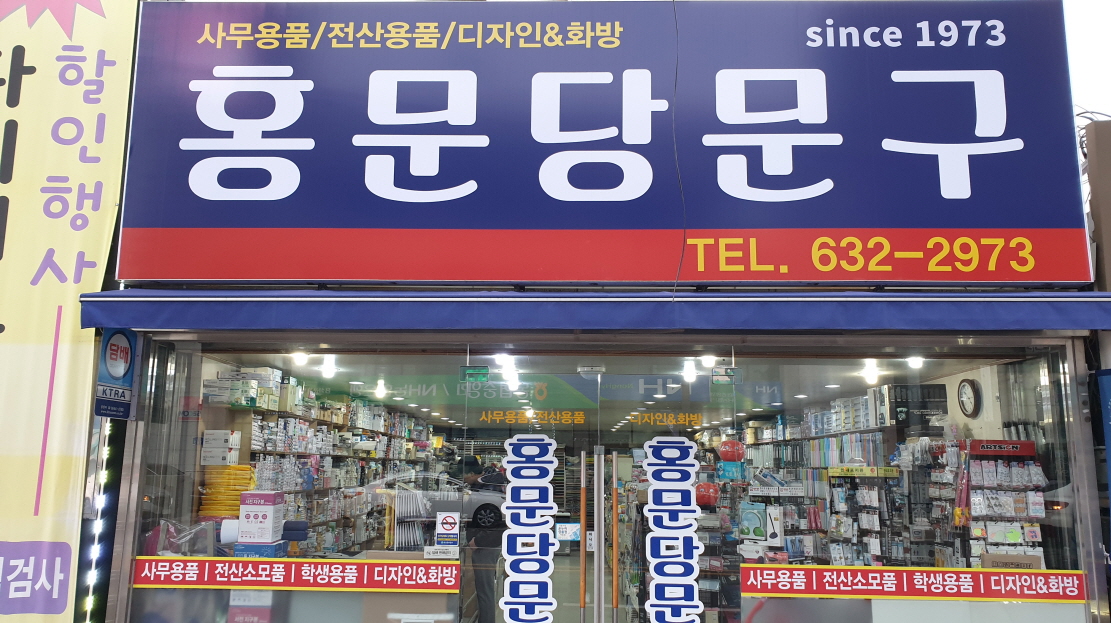 사무용품/전산용품/디자인&화방
since 1973
홍문당문구
TEL. 632-2973
할인행사
담배
KTRA
사무용품/전산용품
디자인&화방
홍문당문
홍문당문
ARTSIGN
사무용품 | 전산소모품 | 학생용품 | 디자인&화방
사무용품 | 전산소모품 | 학생용품 | 디자인&화방
검사